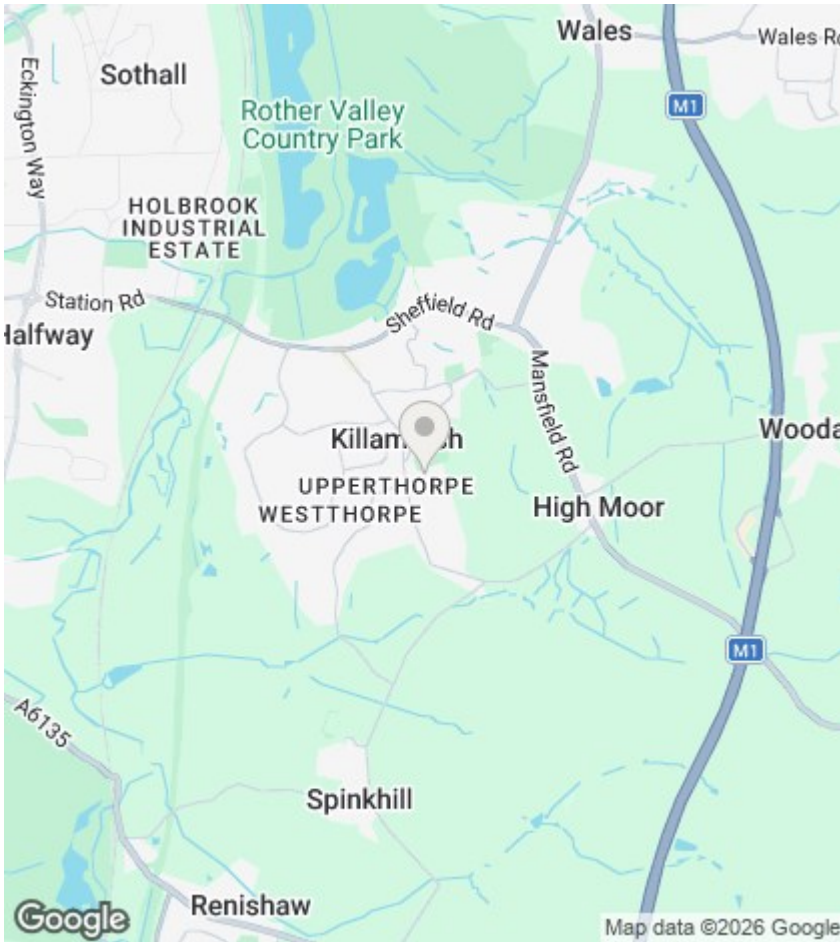 Wales
Wales Ro
Sothall
Eckington Way
M1
Rother Valley
Country Park
HOLBROOK
INDUSTRIAL
ESTATE
Station Rd
Sheffield Rd
Halfway
Mansfield Rd
Wooda
UPPERTHORPE
WESTTHORPE
High Moor
M1
A6135
Spinkhill
Renishaw
Google
Map data ©2026 Google